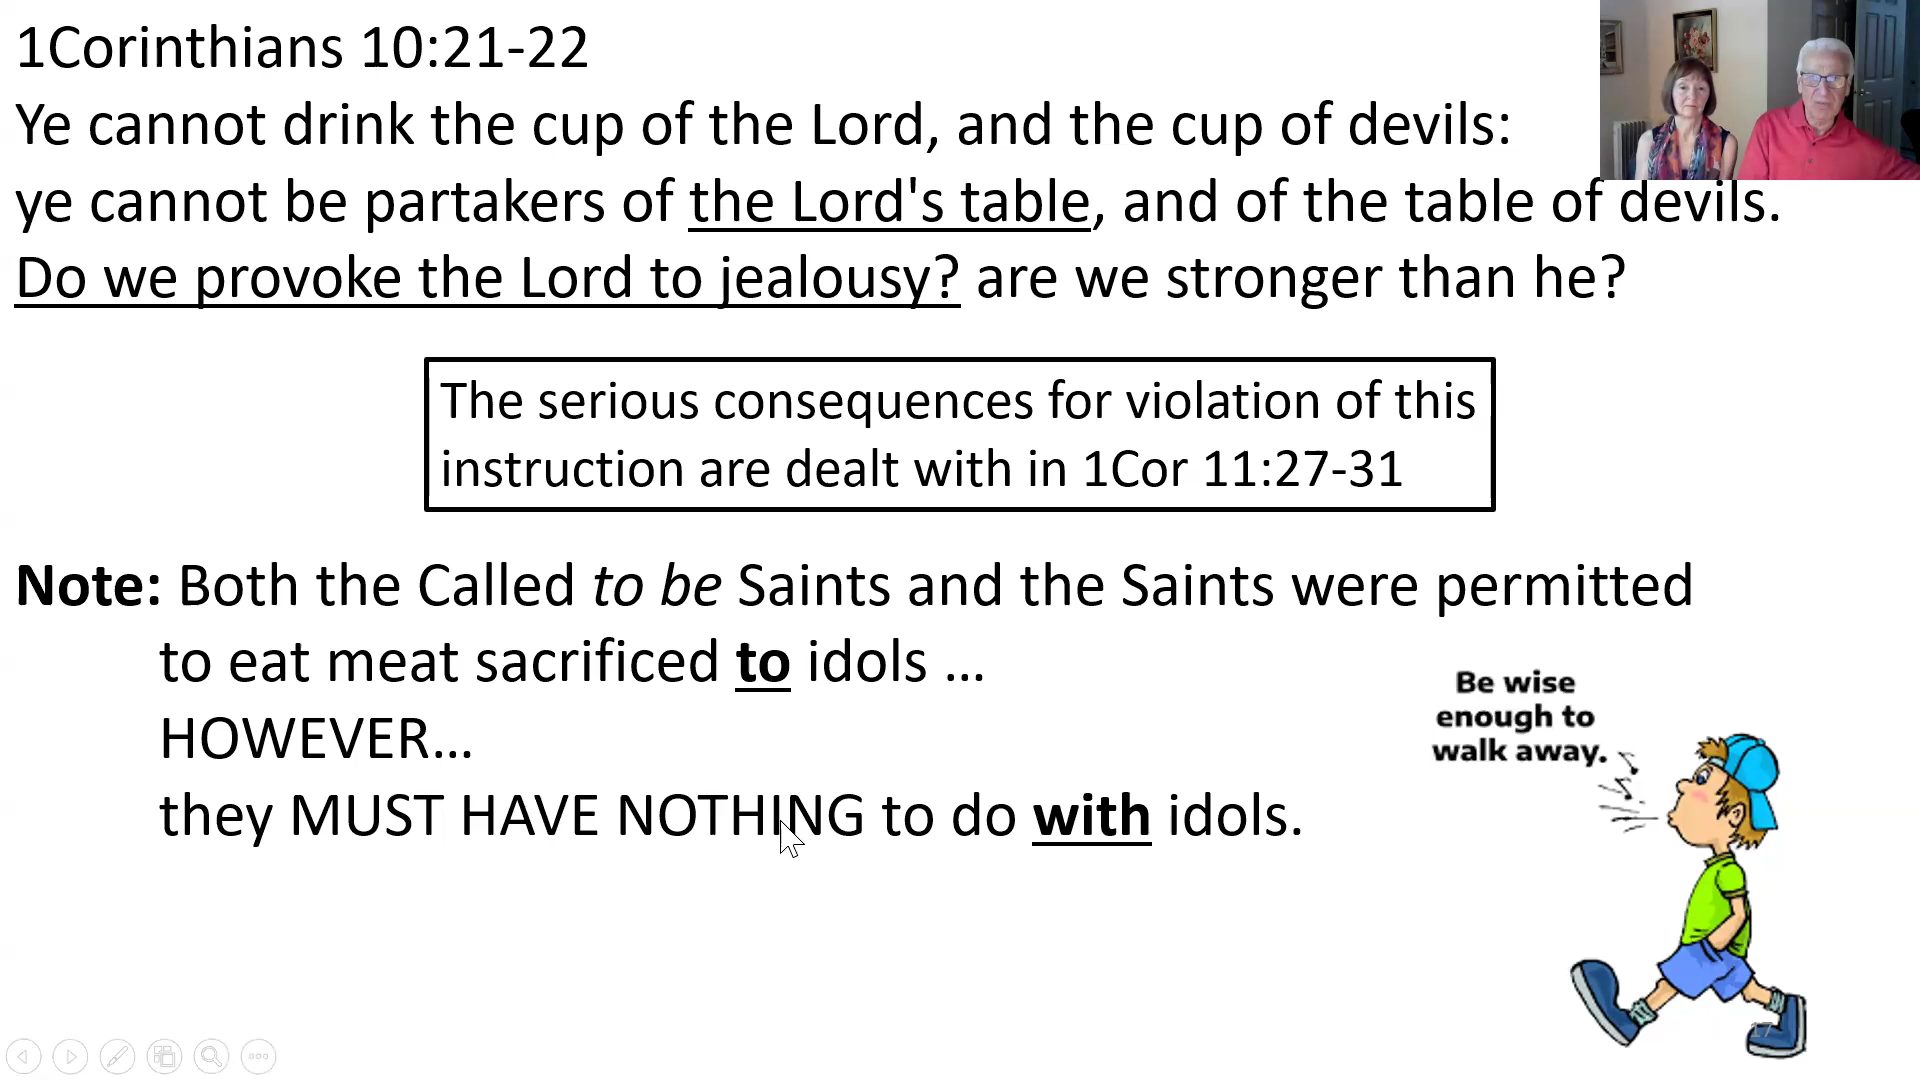 1Corinthians 10:21-22
Ye cannot drink the cup of the Lord, and the cup of devils:
ye cannot be partakers of the Lord's table, and of the table of devils.
Do we provoke the Lord to jealousy? are we stronger than he?
The serious consequences for violation of this
instruction are dealt with in 1Cor 11:27-31
Note: Both the Called to be Saints and the Saints were permitted
to eat meat sacrificed to idols ...
HOWEVER...
they MUST HAVE NOTHING to do with idols.
Be wise
enough to
walk away.
17